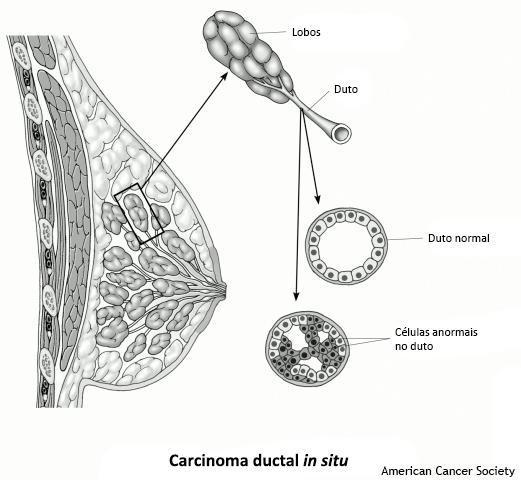 Lobos
Duto
Duto normal
Células anormais
no duto
Carcinoma ductal in situ
American Cancer Society